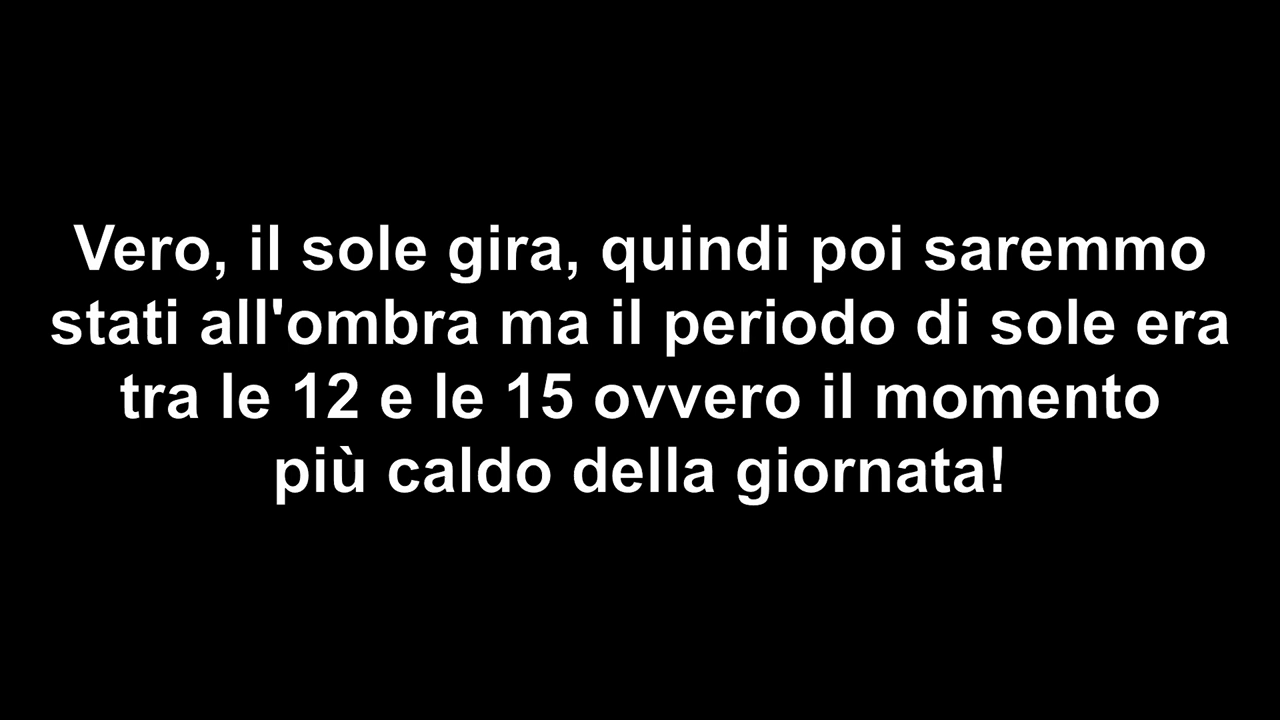 Vero, il sole gira, quindi poi saremmo
stati all'ombra ma il periodo di sole era
tra le 12 e le 15 ovvero il momento
più caldo della giornata!